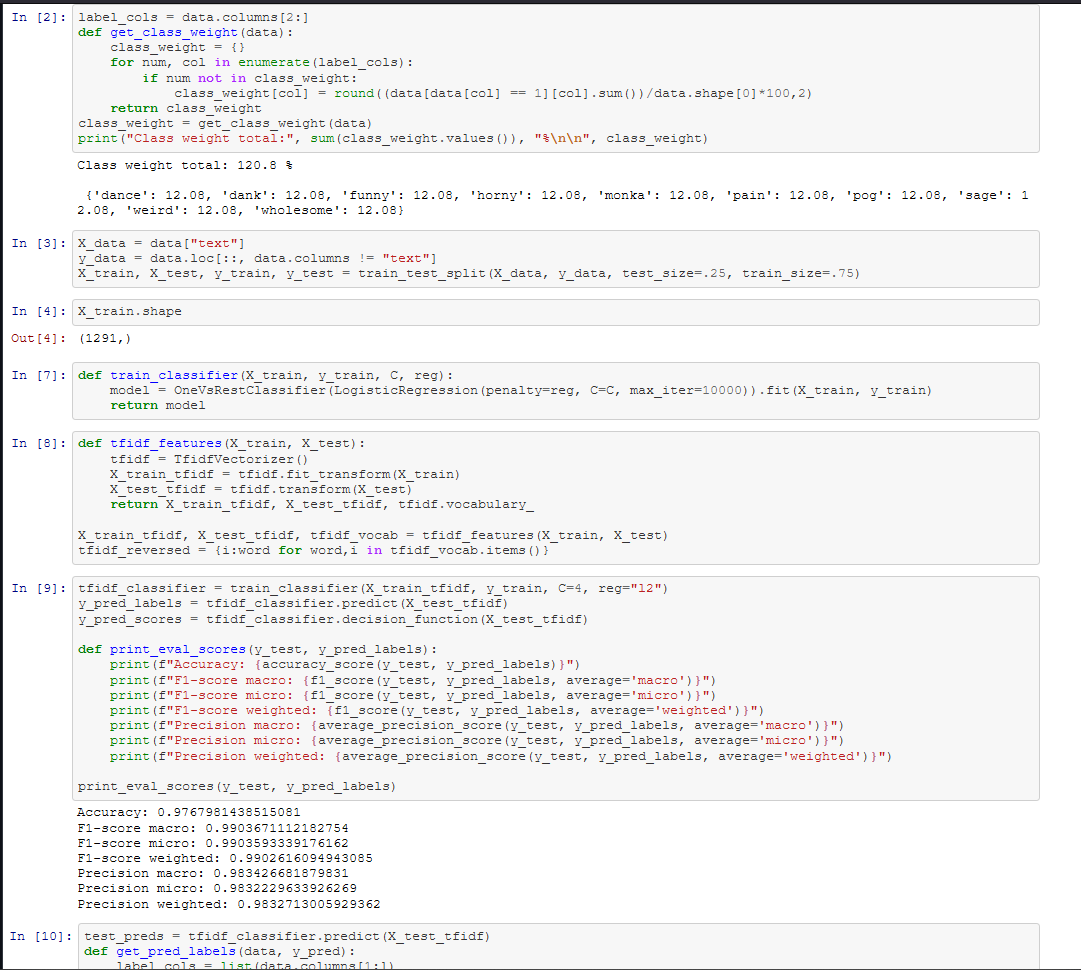 In [2]: label_cols = data.columns[2:]
def get_class_weight(data):
    class_weight = {}
    for num, col in enumerate(label_cols):
        if num not in class_weight:
            class_weight[col] = round((data[data[col] == 1][col].sum())/data.shape[0]*100,2)
    return class_weight
class_weight = get_class_weight(data)
print("Class weight total:", sum(class_weight.values()), "%\n\n", class_weight)
Class weight total: 120.8 %
{'dance': 12.08, 'dank': 12.08, 'funny': 12.08, 'horny': 12.08, 'monka': 12.08, 'pain': 12.08, 'pog': 12.08, 'sage': 1
2.08, 'weird': 12.08, 'wholesome': 12.08}
In [3]: X_data = data["text"]
y_data = data.loc[::, data.columns != "text"]
X_train, X_test, y_train, y_test = train_test_split(X_data, y_data, test_size=.25, train_size=.75)
In [4]: X_train.shape
Out[4]: (1291,)
In [7]: def train_classifier(X_train, y_train, C, reg):
    model = OneVsRestClassifier(LogisticRegression(penalty=reg, C=C, max_iter=10000)).fit(X_train, y_train)
    return model
In [8]: def tfidf_features(X_train, X_test):
    tfidf = TfidfVectorizer()
    X_train_tfidf = tfidf.fit_transform(X_train)
    X_test_tfidf = tfidf.transform(X_test)
    return X_train_tfidf, X_test_tfidf, tfidf.vocabulary_
X_train_tfidf, X_test_tfidf, tfidf_vocab = tfidf_features(X_train, X_test)
tfidf_reversed = {i:word for word,i in tfidf_vocab.items()}
In [9]: tfidf_classifier = train_classifier(X_train_tfidf, y_train, C=4, reg="l2")
y_pred_labels = tfidf_classifier.predict(X_test_tfidf)
y_pred_scores = tfidf_classifier.decision_function(X_test_tfidf)
def print_eval_scores(y_test, y_pred_labels):
    print(f"Accuracy: {accuracy_score(y_test, y_pred_labels)}")
    print(f"F1-score macro: {f1_score(y_test, y_pred_labels, average='macro')}")
    print(f"F1-score micro: {f1_score(y_test, y_pred_labels, average='micro')}")
    print(f"F1-score weighted: {f1_score(y_test, y_pred_labels, average='weighted')}")
    print(f"Precision macro: {average_precision_score(y_test, y_pred_labels, average='macro')}")
    print(f"Precision micro: {average_precision_score(y_test, y_pred_labels, average='micro')}")
    print(f"Precision weighted: {average_precision_score(y_test, y_pred_labels, average='weighted')}")
print_eval_scores(y_test, y_pred_labels)
Accuracy: 0.9767981438515081
F1-score macro: 0.9903671112182754
F1-score micro: 0.9903593339176162
F1-score weighted: 0.9902616094943085
Precision macro: 0.983426681879831
Precision micro: 0.9832229633926269
Precision weighted: 0.9832713005929362
In [10]: test_preds = tfidf_classifier.predict(X_test_tfidf)
def get_pred_labels(data, y_pred):
    label_cols = list(data.columns[1:])